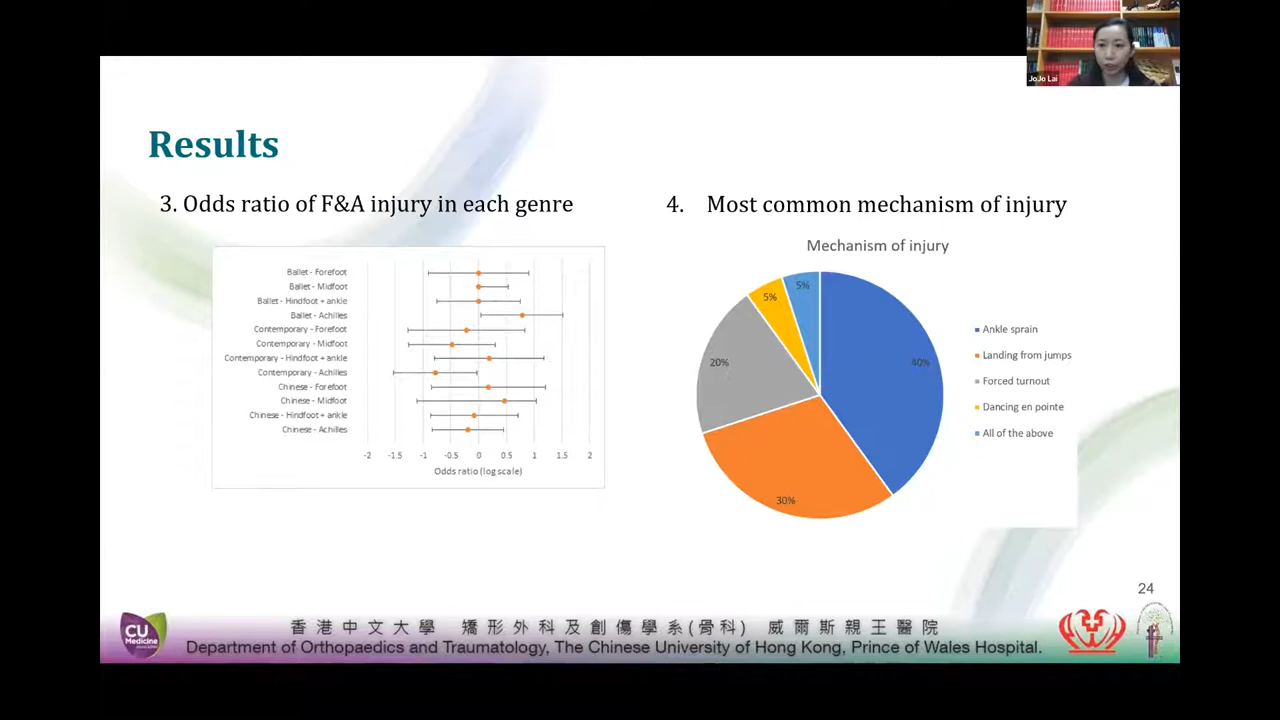 JoJo Lai
Results
3. Odds ratio of F&A injury in each genre
Ballet - Forefoot
Ballet - Midfoot
Ballet - Hindfoot + ankle
Ballet - Achilles
Contemporary - Forefoot
Contemporary - Midfoot
Contemporary - Hindfoot + ankle
Contemporary - Achilles
Chinese - Forefoot
Chinese - Midfoot
Chinese - Hindfoot + ankle
Chinese - Achilles
-2 -1.5 -1 -0.5 0 0.5 1 1.5 2
Odds ratio (log scale)
4. Most common mechanism of injury
Mechanism of injury
5%
5%
20%
40%
30%
Ankle sprain
Landing from jumps
Forced turnout
Dancing en pointe
All of the above
24
CU
Medicine
香港中文大學 矯形外科及創傷學系(骨科) 威爾斯親王醫院
Department of Orthopaedics and Traumatology, The Chinese University of Hong Kong, Prince of Wales Hospital.